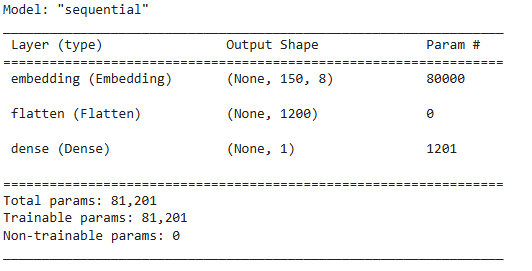 Model: "sequential"
_________________________________________________________________
Layer (type) Output Shape Param #
=================================================================
embedding (Embedding) (None, 150, 8) 80000
flatten (Flatten) (None, 1200) 0
dense (Dense) (None, 1) 1201
=================================================================
Total params: 81,201
Trainable params: 81,201
Non-trainable params: 0
_________________________________________________________________